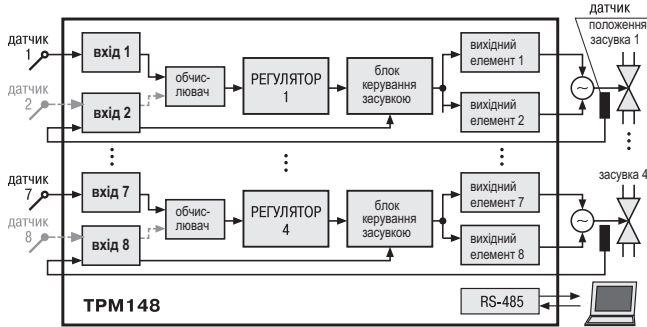 датчик
1
датчик
2
вхід 1
вхід 2
обчис-
лювач
РЕГУЛЯТОР
1
блок
керування
засувкою
вихідний
елемент 1
вихідний
елемент 2
~
датчик
положення
засувка 1
датчик
7
датчик
8
вхід 7
вхід 8
обчис-
лювач
РЕГУЛЯТОР
4
блок
керування
засувкою
вихідний
елемент 7
вихідний
елемент 8
~
засувка 4
ТРМ148
RS-485